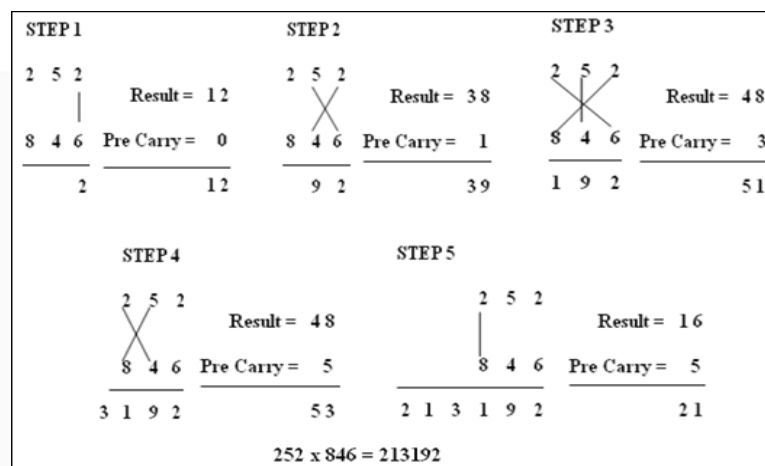 STEP 1
2 5 2
Result = 1 2
8 4 6 Pre Carry = 0
2 1 2
STEP 2
2 5 2
Result = 3 8
8 4 6 Pre Carry = 1
9 2 3 9
STEP 3
2 5 2
Result = 4 8
8 4 6 Pre Carry = 3
1 9 2 5 1
STEP 4
2 5 2
Result = 4 8
8 4 6 Pre Carry = 5
3 1 9 2 5 3
STEP 5
2 5 2
Result = 1 6
8 4 6 Pre Carry = 5
2 1 3 1 9 2 2 1
252 x 846 = 213192